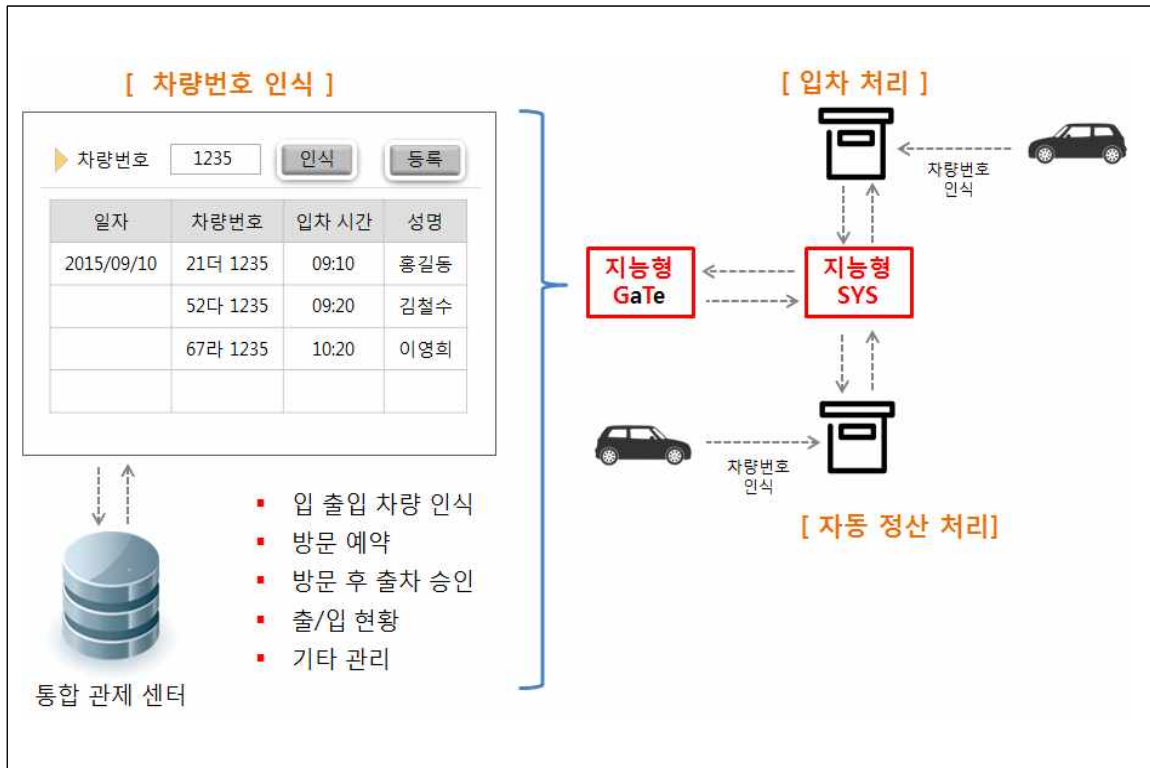 [ 차량번호 인식 ]
차량번호 1235 인식 등록
일자 차량번호 입차 시간 성명
2015/09/10 21더 1235 09:10 홍길동
52다 1235 09:20 김철수
67라 1235 10:20 이영희
통합 관제 센터
▪ 입 출입 차량 인식
▪ 방문 예약
▪ 방문 후 출차 승인
▪ 출/입 현황
▪ 기타 관리
[ 입차 처리 ]
차량번호
인식
지능형
GaTe
지능형
SYS
차량번호
인식
[ 자동 정산 처리]